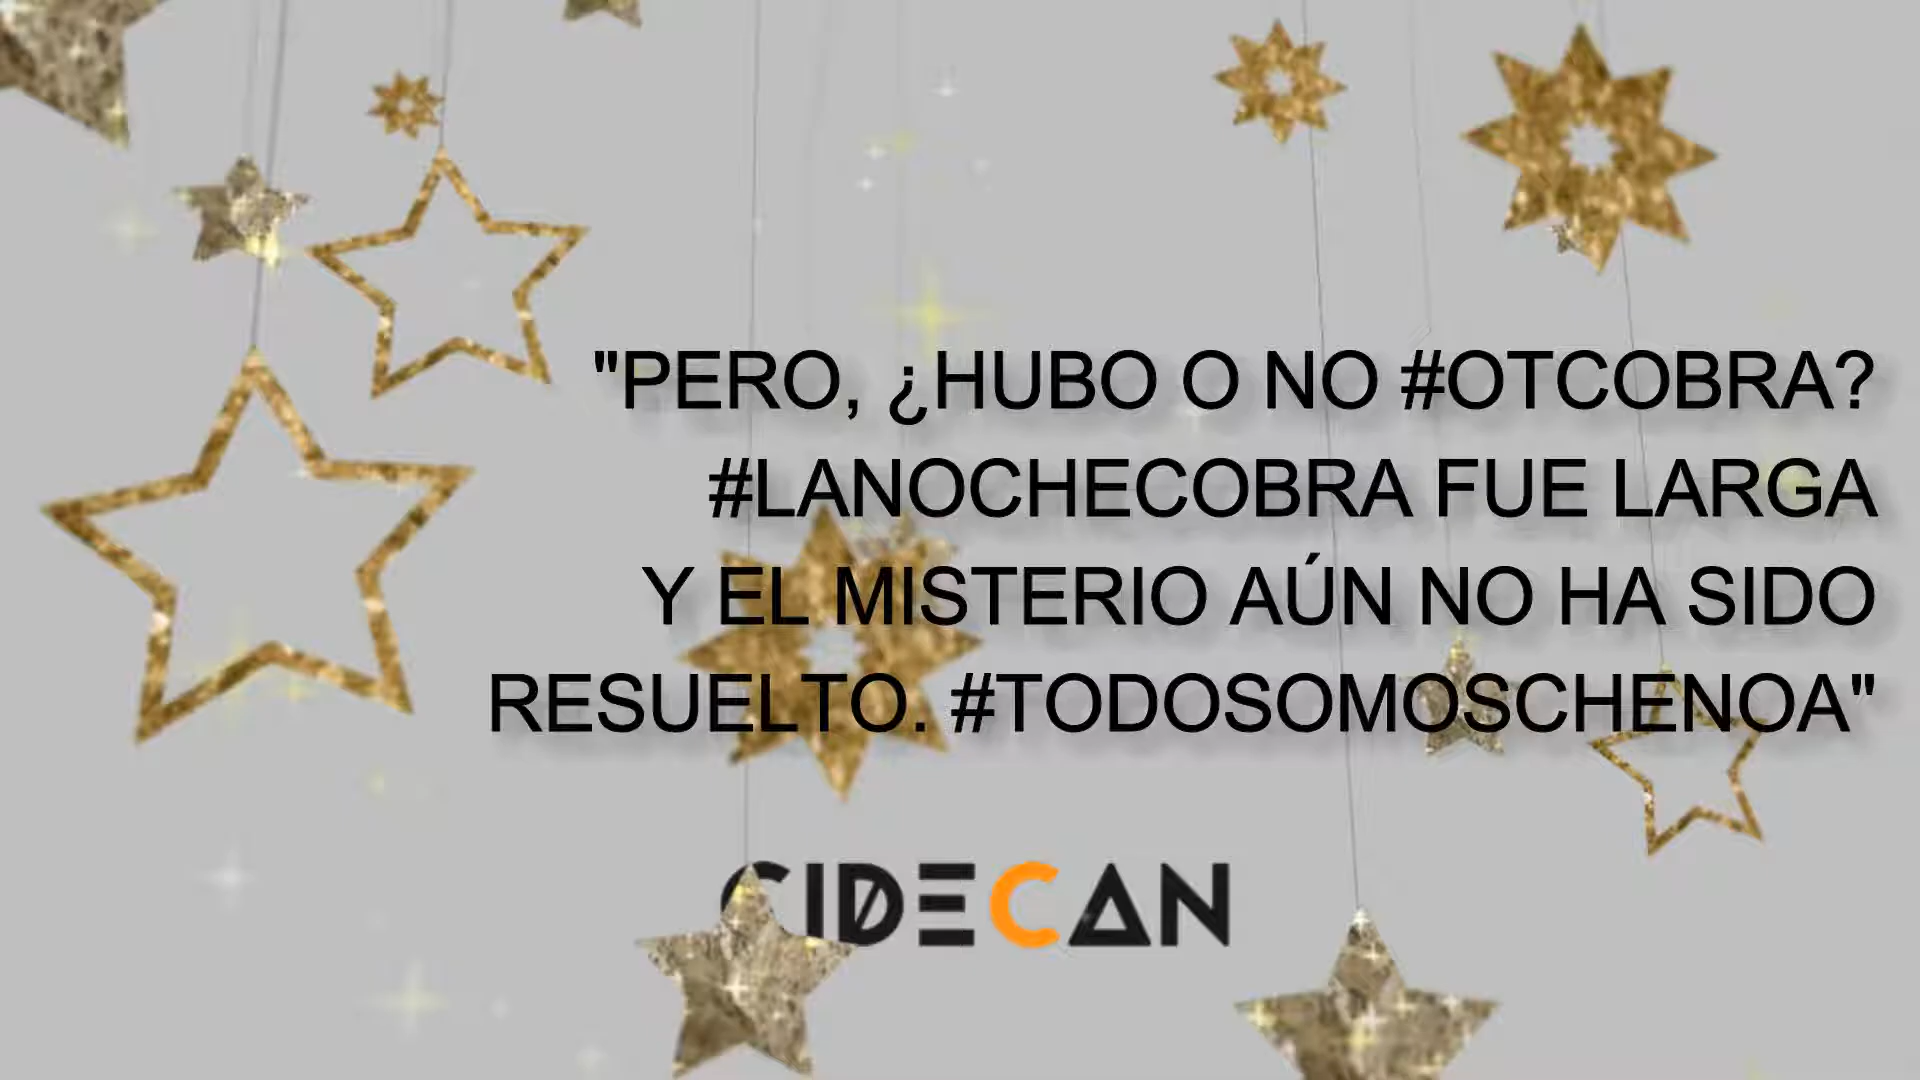 "PERO, ¿HUBO O NO #OTCOBRA?
#LANOCHECOBRA FUE LARGA
Y EL MISTERIO AÚN NO HA SIDO
RESUELTO. #TODOSOMOSCHENOA"
CIDECAN